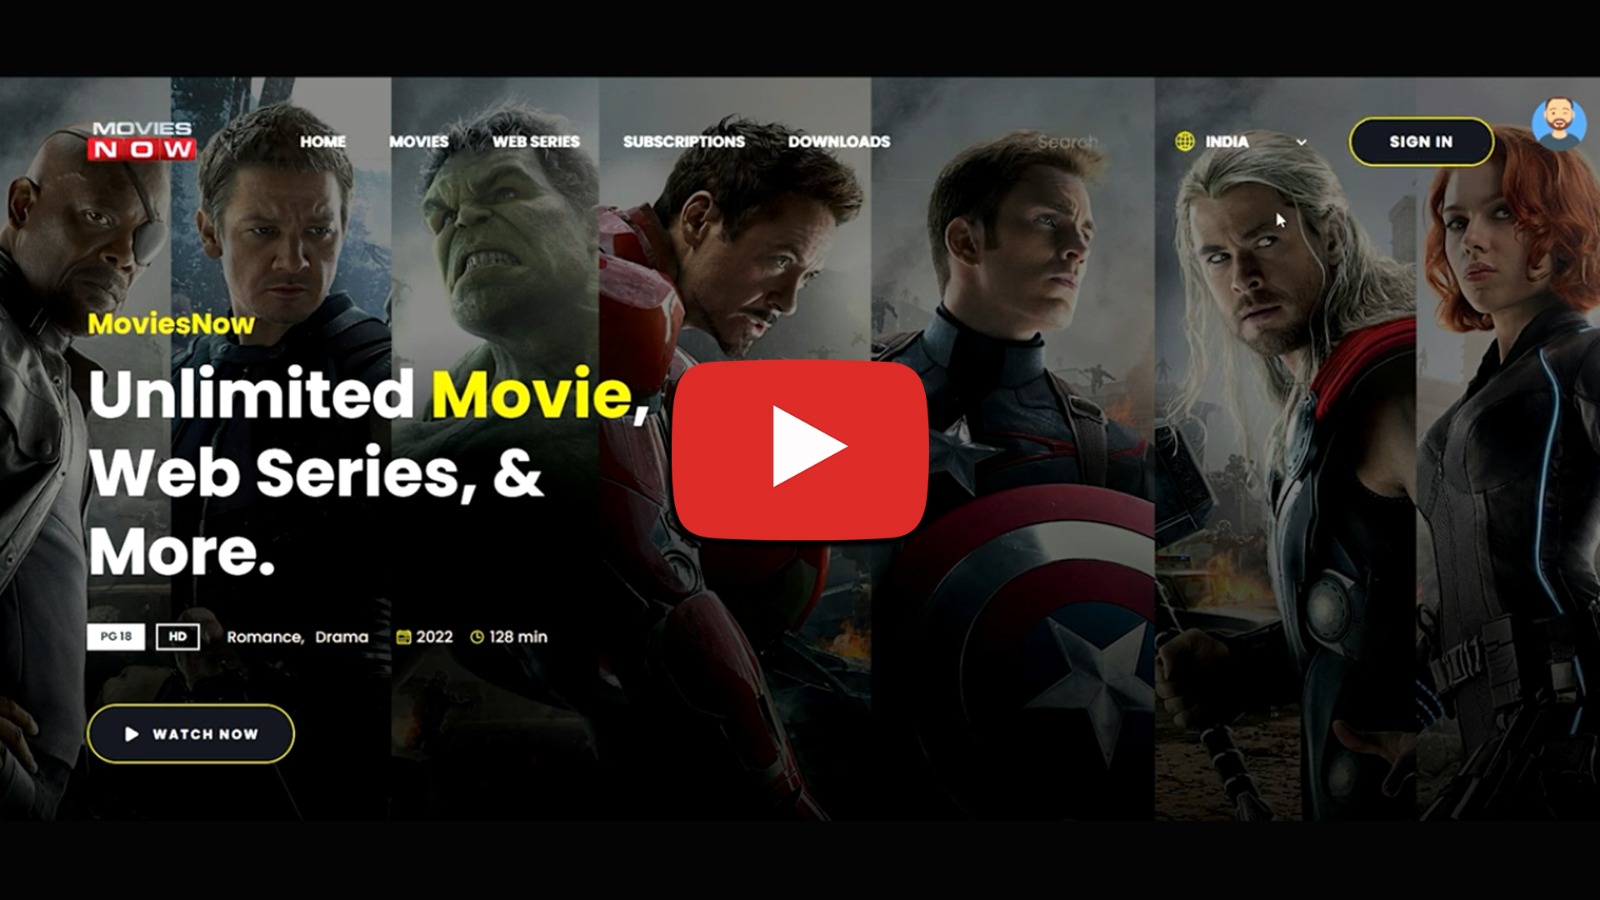 MOVIES
NOW
HOME MOVIES WEB SERIES SUBSCRIPTIONS DOWNLOADS Search INDIA SIGN IN
MoviesNow
Unlimited Movie,
Web Series, &
More.
PG 18 HD Romance, Drama 2022 128 min
WATCH NOW